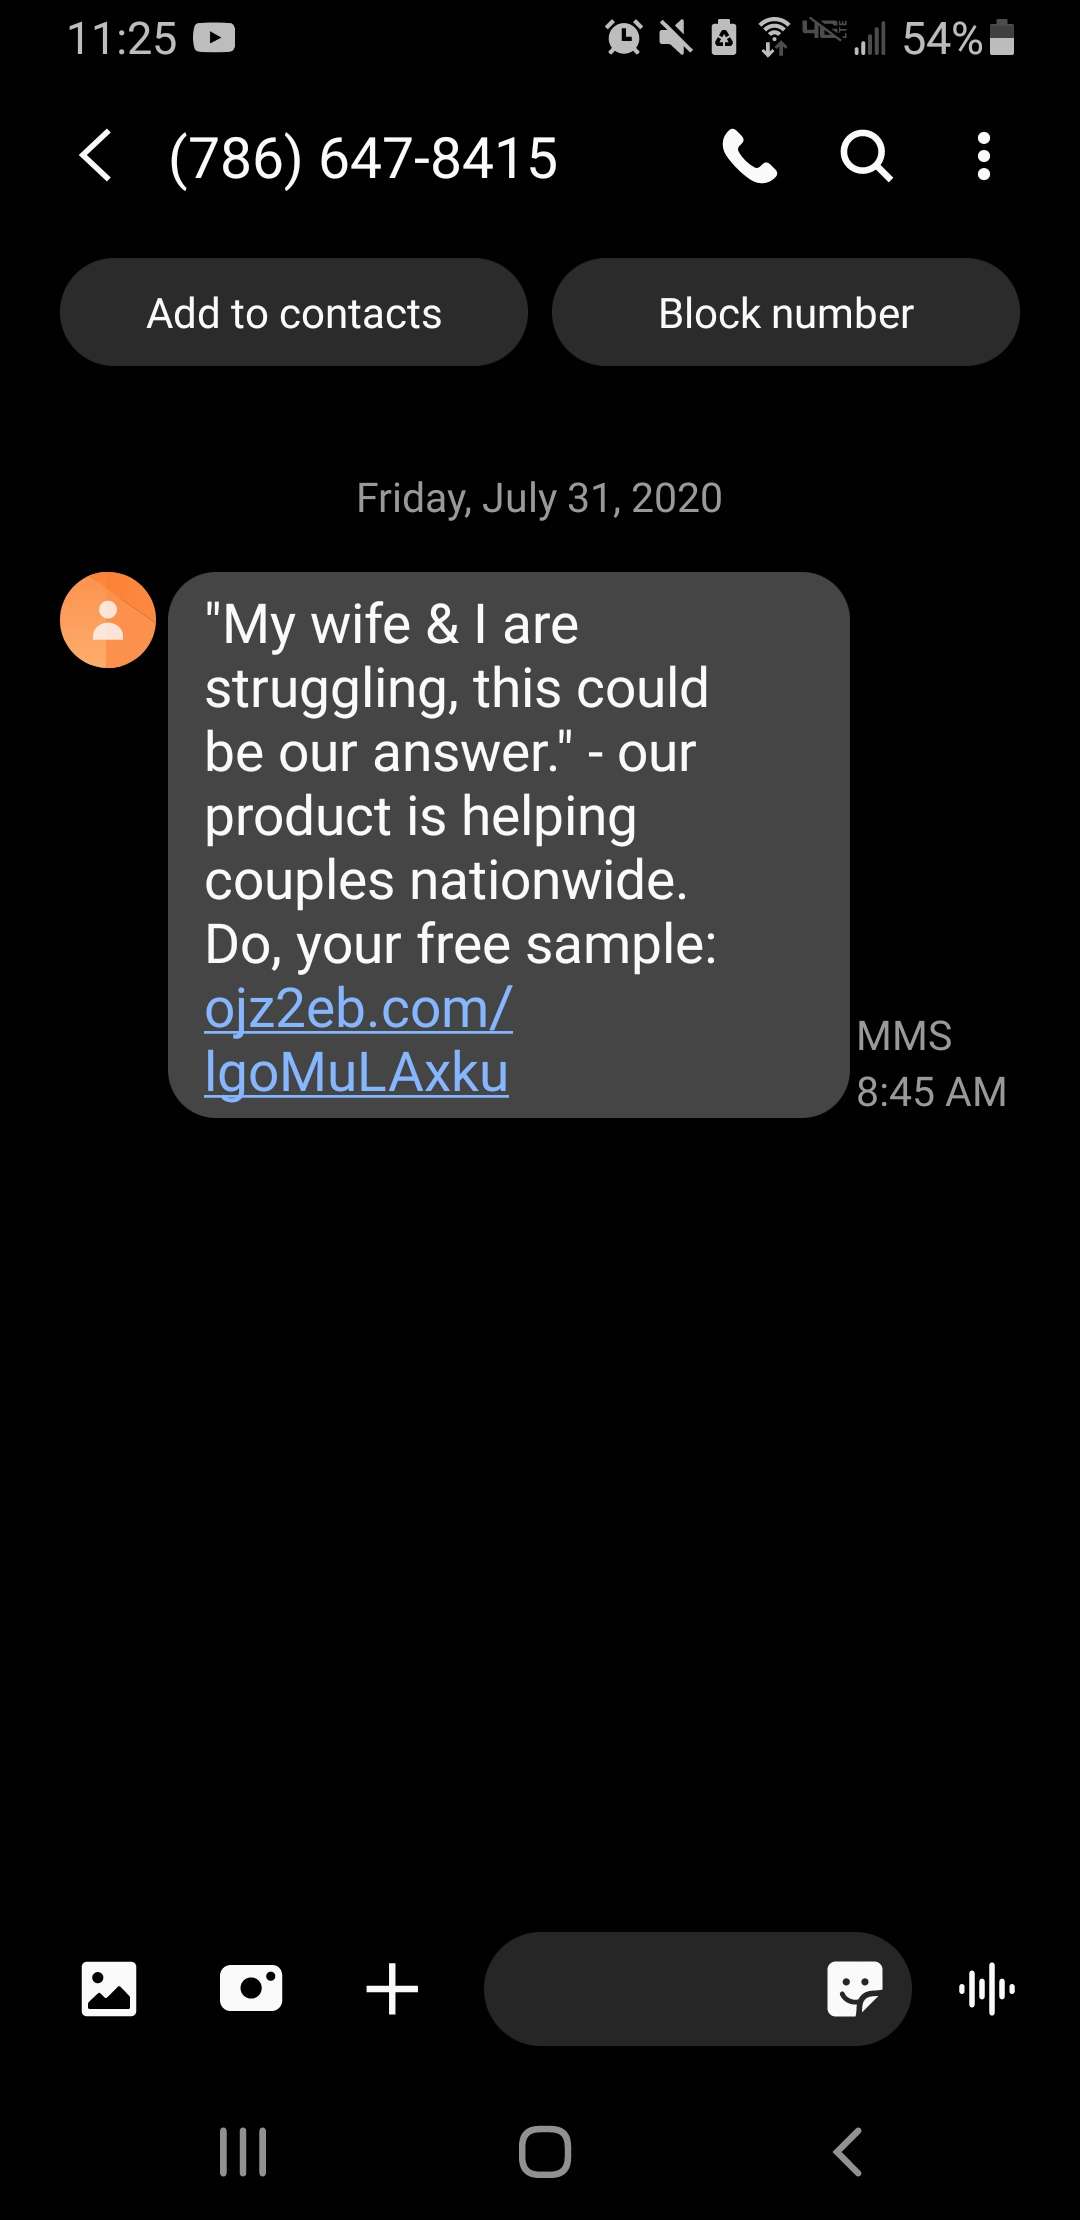 11:25 54%
(786) 647-8415
Add to contacts Block number
Friday, July 31, 2020
"My wife & I are
struggling, this could
be our answer." - our
product is helping
couples nationwide.
Do, your free sample:
ojz2eb.com/
lgoMuLAxku
MMS
8:45 AM